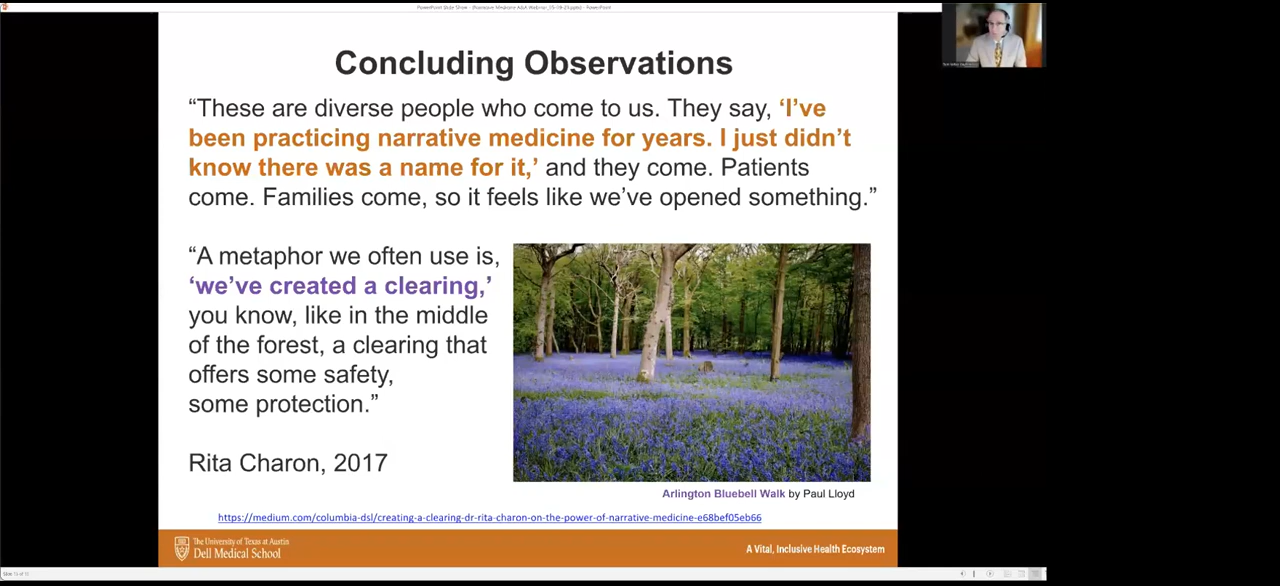 Concluding Observations
“These are diverse people who come to us. They say, ‘I’ve
been practicing narrative medicine for years. I just didn’t
know there was a name for it,’ and they come. Patients
come. Families come, so it feels like we’ve opened something.”
“A metaphor we often use is,
‘we’ve created a clearing,’
you know, like in the middle
of the forest, a clearing that
offers some safety,
some protection.”
Rita Charon, 2017
Arlington Bluebell Walk by Paul Lloyd
https://medium.com/columbia-dsl/creating-a-clearing-dr-rita-charon-on-the-power-of-narrative-medicine-e68bef05eb66
The University of Texas at Austin
Dell Medical School
A Vital, Inclusive Health Ecosystem